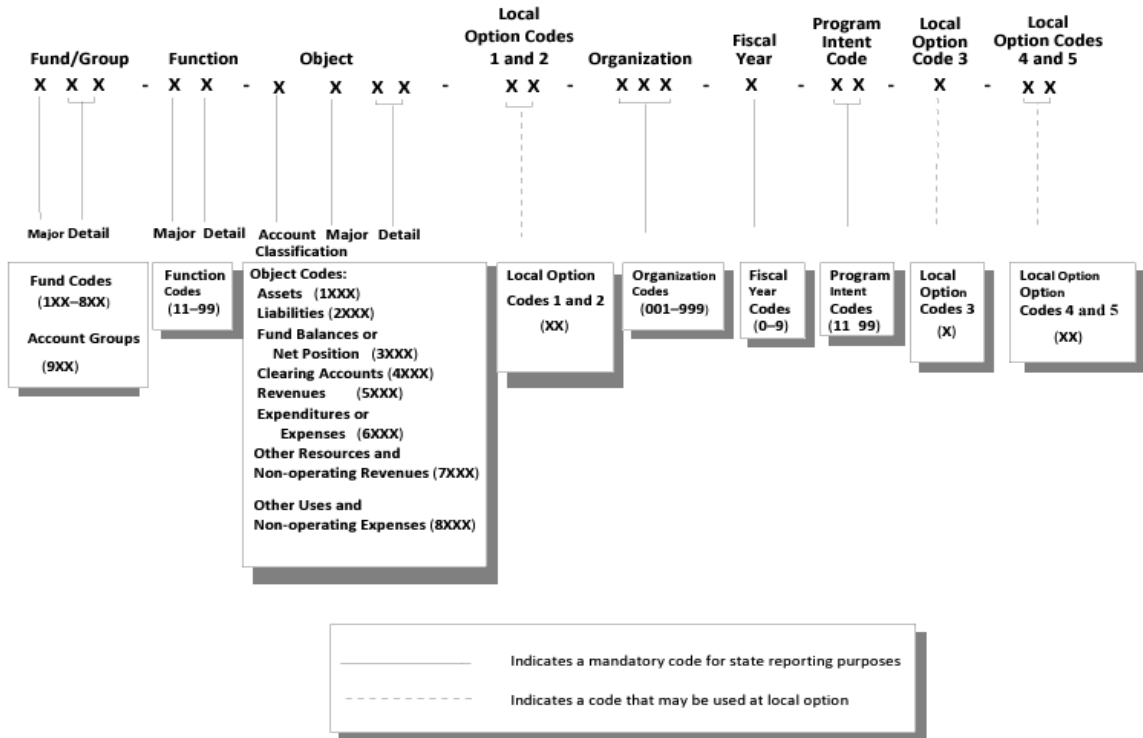 Local
Option Codes
1 and 2
Program
Intent
Code
Local
Option
Code 3
Local
Option Codes
4 and 5
Fiscal
Year
Fund/Group Function Object Organization
X X X - X X - X X X X - X X - X X X - X - X X - X - X X
Major Detail Major Detail Account Major Detail
Classification
Fund Codes
(1XX–8XX)
Account Groups
(9XX)
Function
Codes
(11–99)
Object Codes:
Assets (1XXX)
Liabilities (2XXX)
Fund Balances or
Net Position (3XXX)
Clearing Accounts (4XXX)
Revenues (5XXX)
Expenditures or
Expenses (6XXX)
Other Resources and
Non-operating Revenues (7XXX)
Other Uses and
Non-operating Expenses (8XXX)
Local Option
Codes 1 and 2
(XX)
Organization
Codes
(001–999)
Fiscal
Year
Codes
(0–9)
Program
Intent
Codes
(11 99)
Local
Option
Codes 3
(X)
Local Option
Option
Codes 4 and 5
(XX)
Indicates a mandatory code for state reporting purposes
Indicates a code that may be used at local option